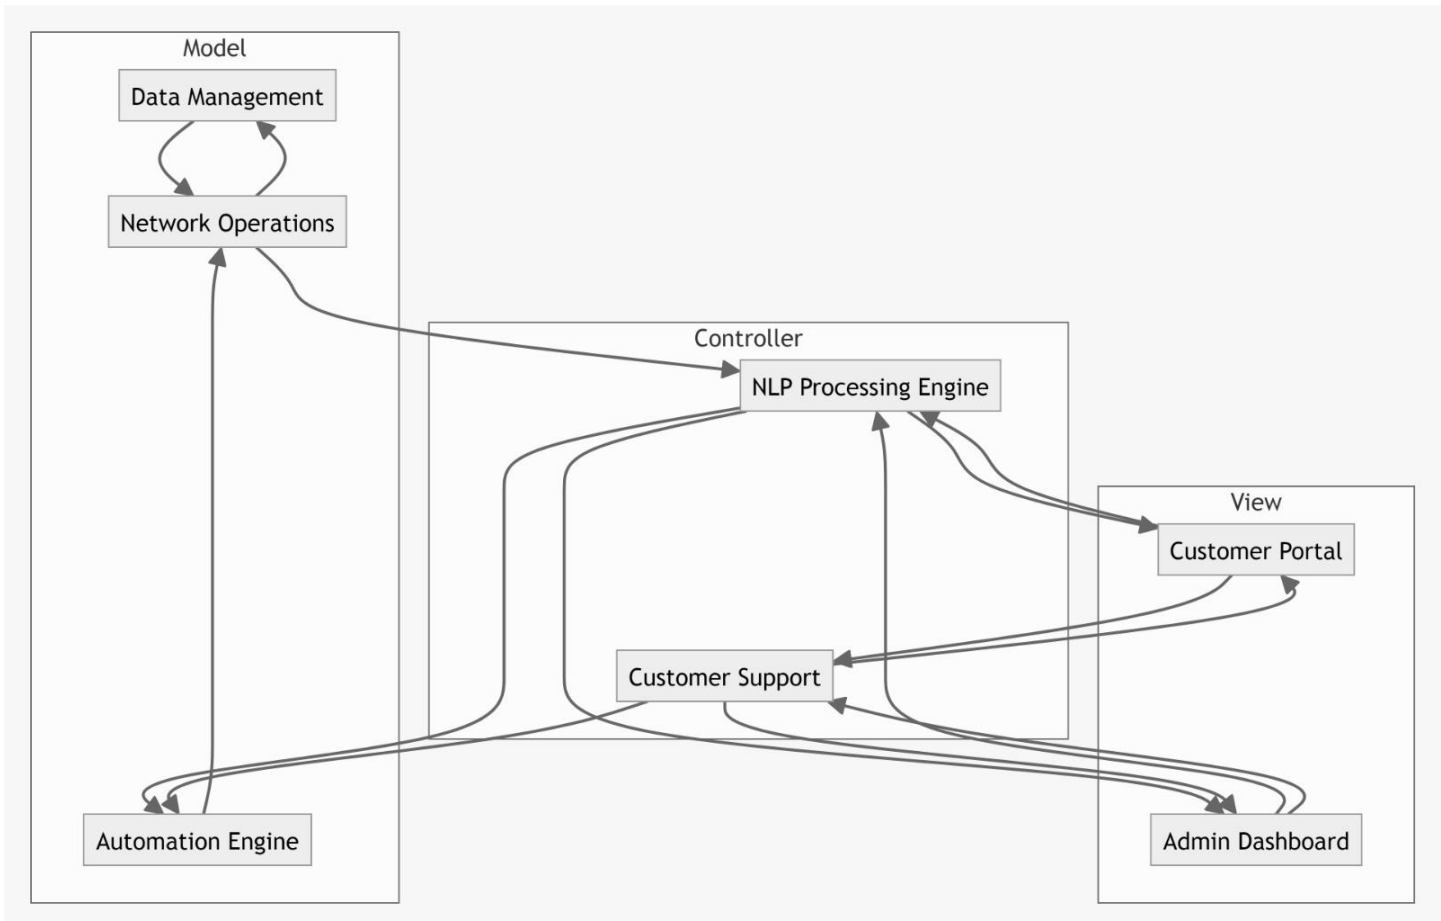 Model
Data Management
Network Operations
Controller
NLP Processing Engine
View
Customer Portal
Customer Support
Automation Engine
Admin Dashboard